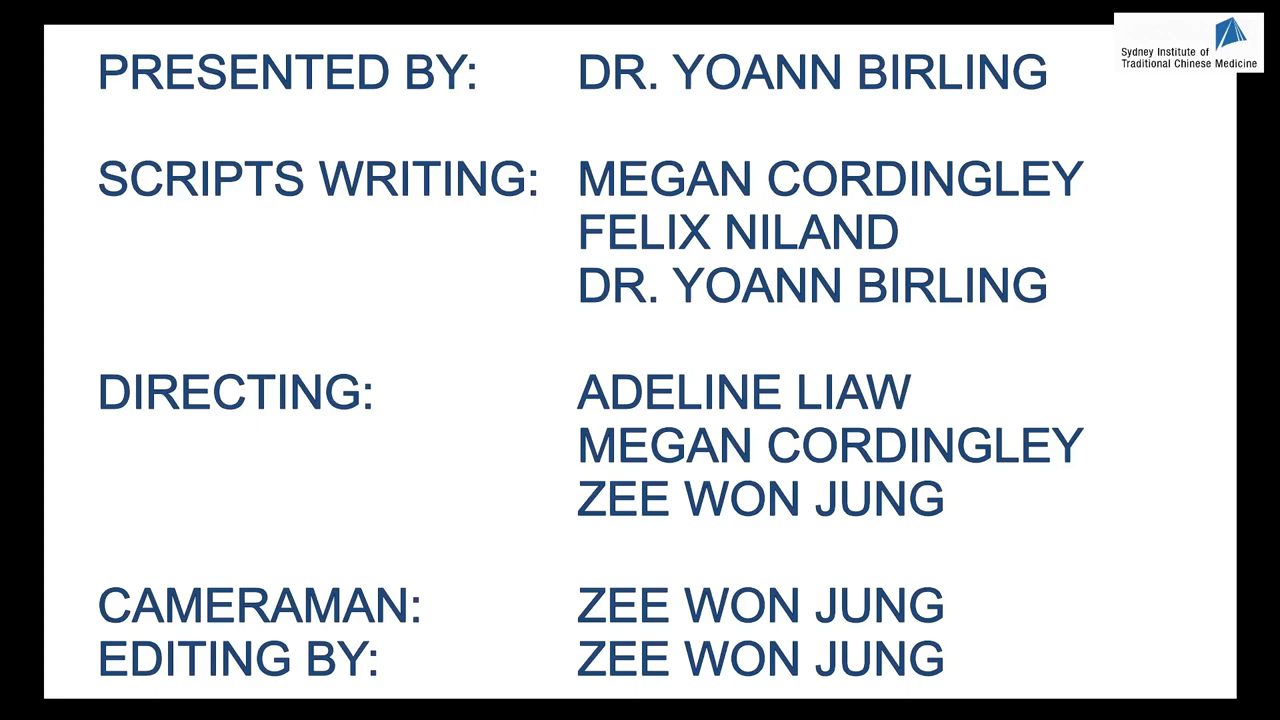 Sydney Institute of
Traditional Chinese Medicine
PRESENTED BY: DR. YOANN BIRLING
SCRIPTS WRITING: MEGAN CORDINGLEY
FELIX NILAND
DR. YOANN BIRLING
DIRECTING: ADELINE LIAW
MEGAN CORDINGLEY
ZEE WON JUNG
CAMERAMAN: ZEE WON JUNG
EDITING BY: ZEE WON JUNG